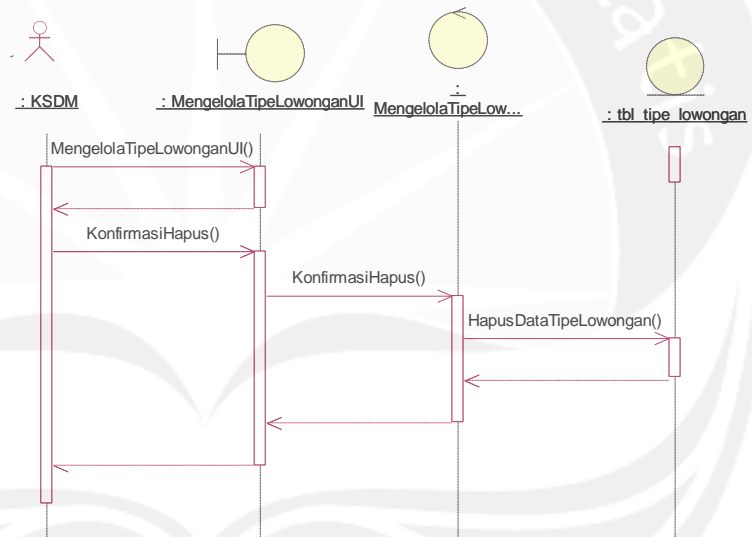 : KSDM
: MengelolaTipeLowonganUI
:
MengelolaTipeLow...
: tbl_tipe_lowongan
MengelolaTipeLowonganUI()
KonfirmasiHapus()
KonfirmasiHapus()
HapusDataTipeLowongan()